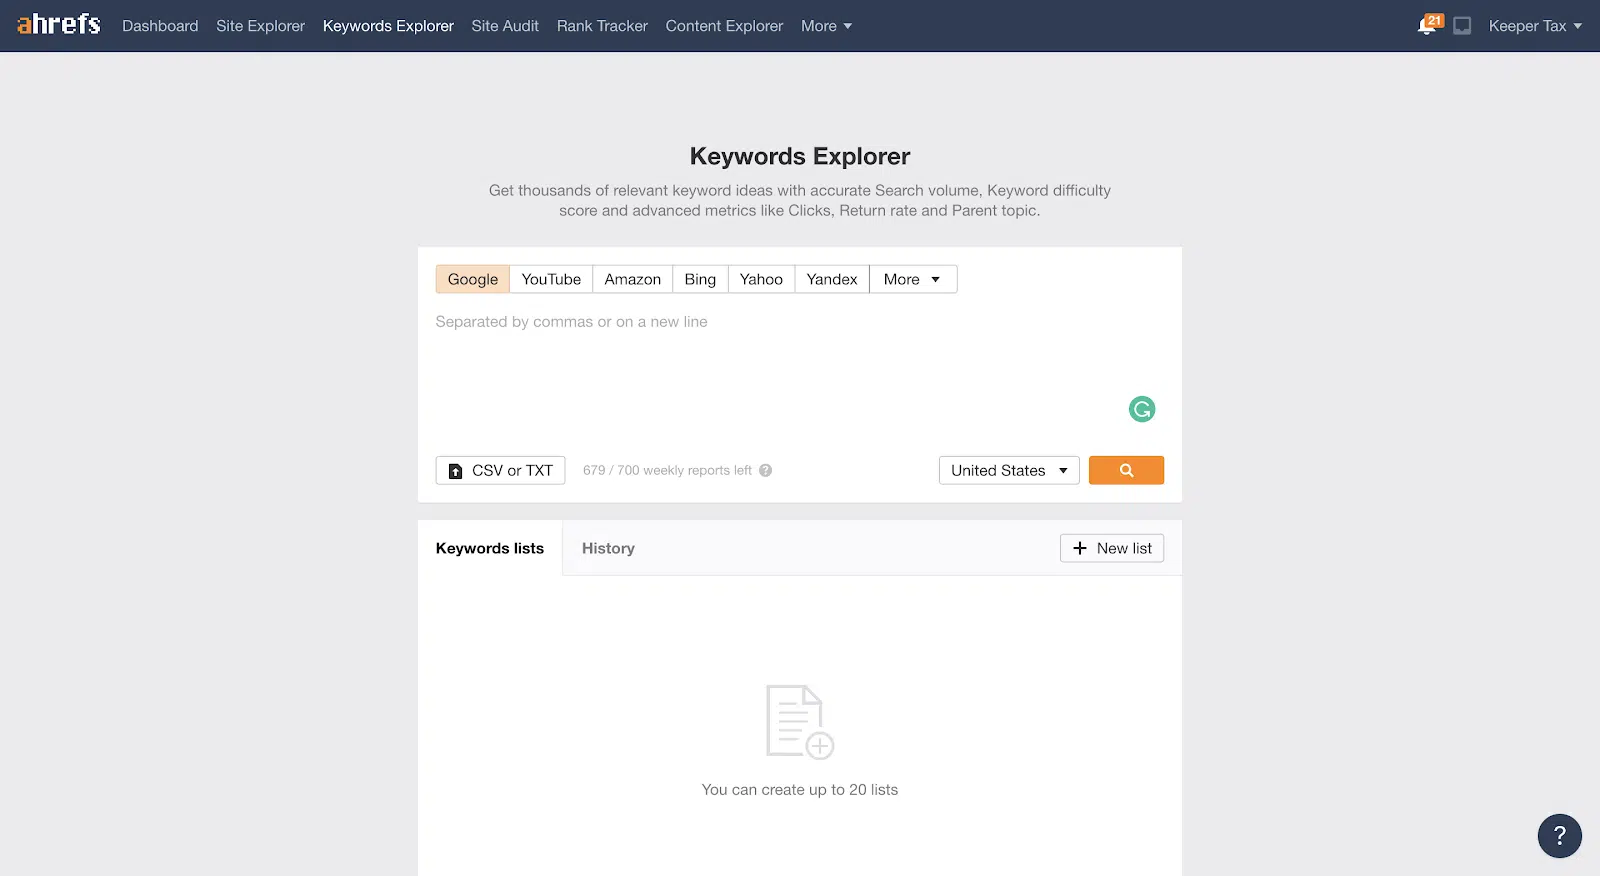 ahrefs Dashboard Site Explorer Keywords Explorer Site Audit Rank Tracker Content Explorer More 21 Keeper Tax
Keywords Explorer
Get thousands of relevant keyword ideas with accurate Search volume, Keyword difficulty
score and advanced metrics like Clicks, Return rate and Parent topic.
Google YouTube Amazon Bing Yahoo Yandex More
Separated by commas or on a new line
CSV or TXT 679 / 700 weekly reports left ? United States
Keywords lists History + New list
You can create up to 20 lists
?